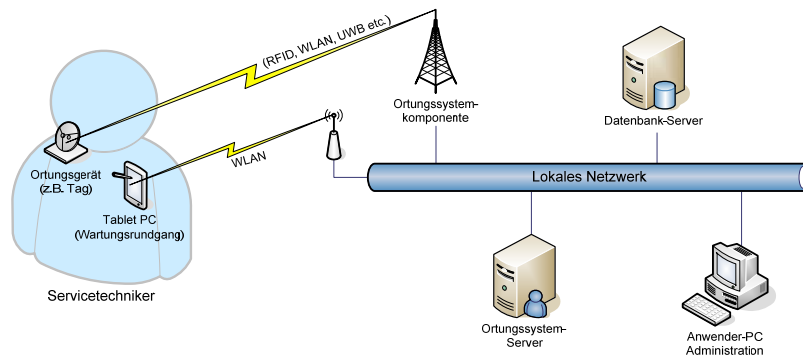 (RFID, WLAN, UWB etc.)
Ortungssystem-
komponente
Datenbank-Server
Ortungsgerät
(z.B. Tag)
WLAN
Tablet PC
(Wartungsrundgang)
Lokales Netzwerk
Servicetechniker
Ortungssystem-
Server
Anwender-PC
Administration